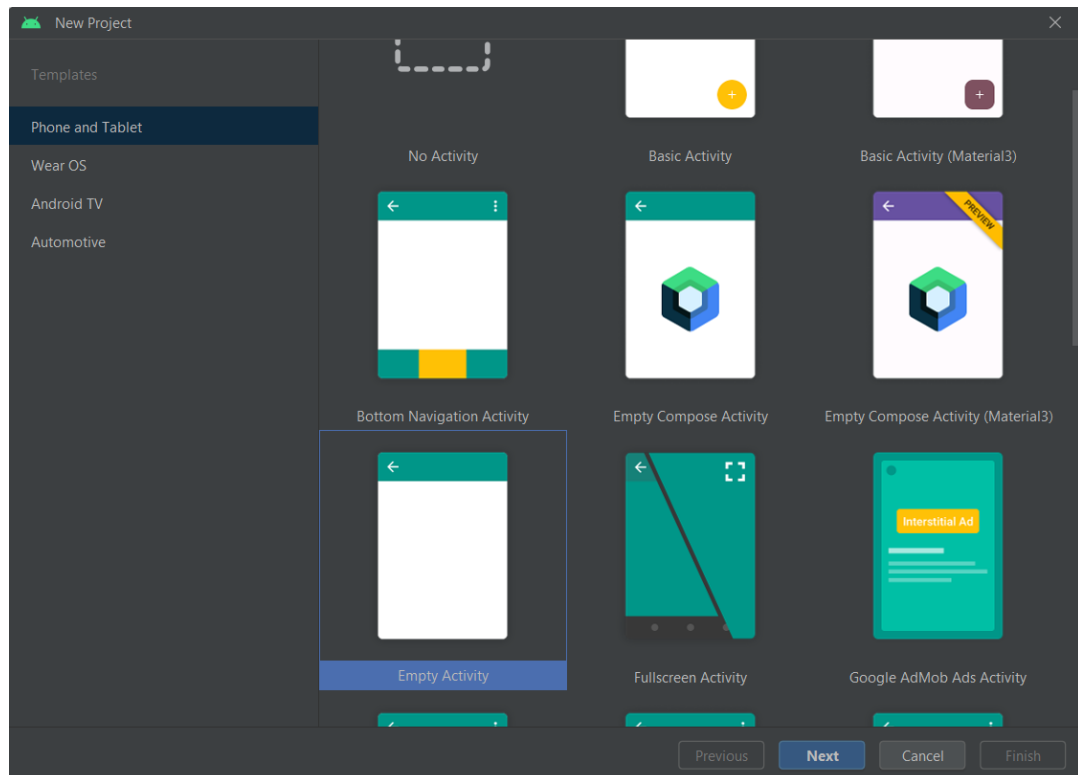 New Project
Templates
Phone and Tablet
Wear OS
Android TV
Automotive
No Activity
Basic Activity
Basic Activity (Material3)
PREVIEW
Bottom Navigation Activity
Empty Compose Activity
Empty Compose Activity (Material3)
Interstitial Ad
Empty Activity
Fullscreen Activity
Google AdMob Ads Activity
Previous
Next
Cancel
Finish